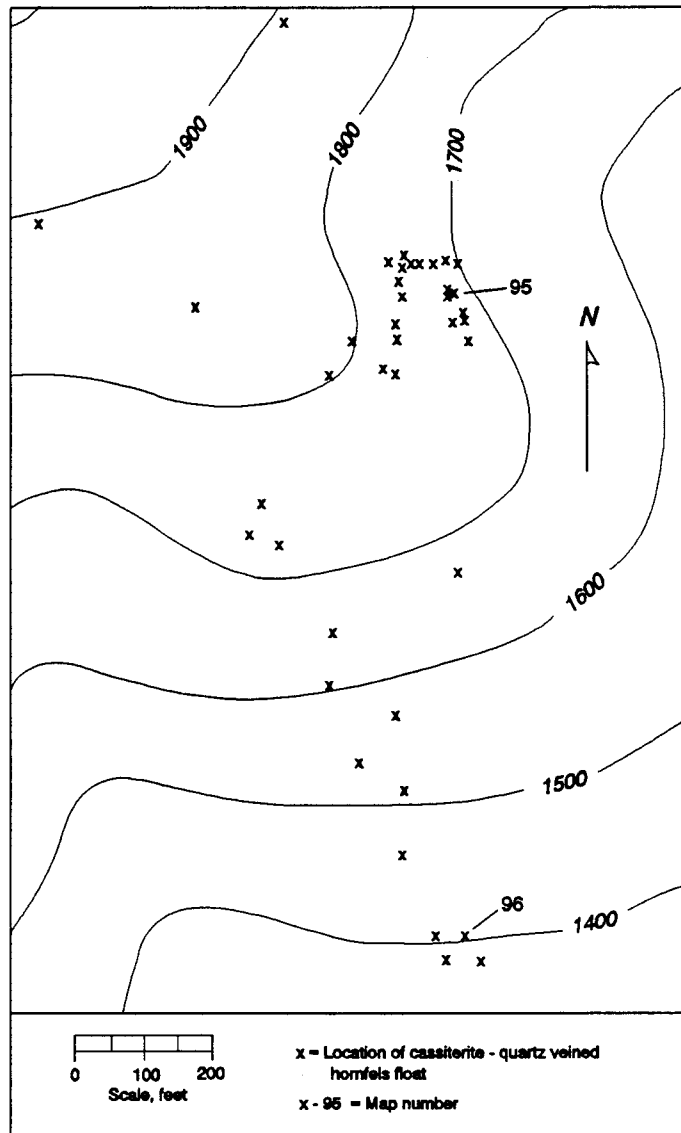 1900
1800
1700
95
N
1600
1500
96
1400
0 100 200
Scale, feet
x = Location of cassiterite - quartz veined
hornfels float
x - 95 = Map number